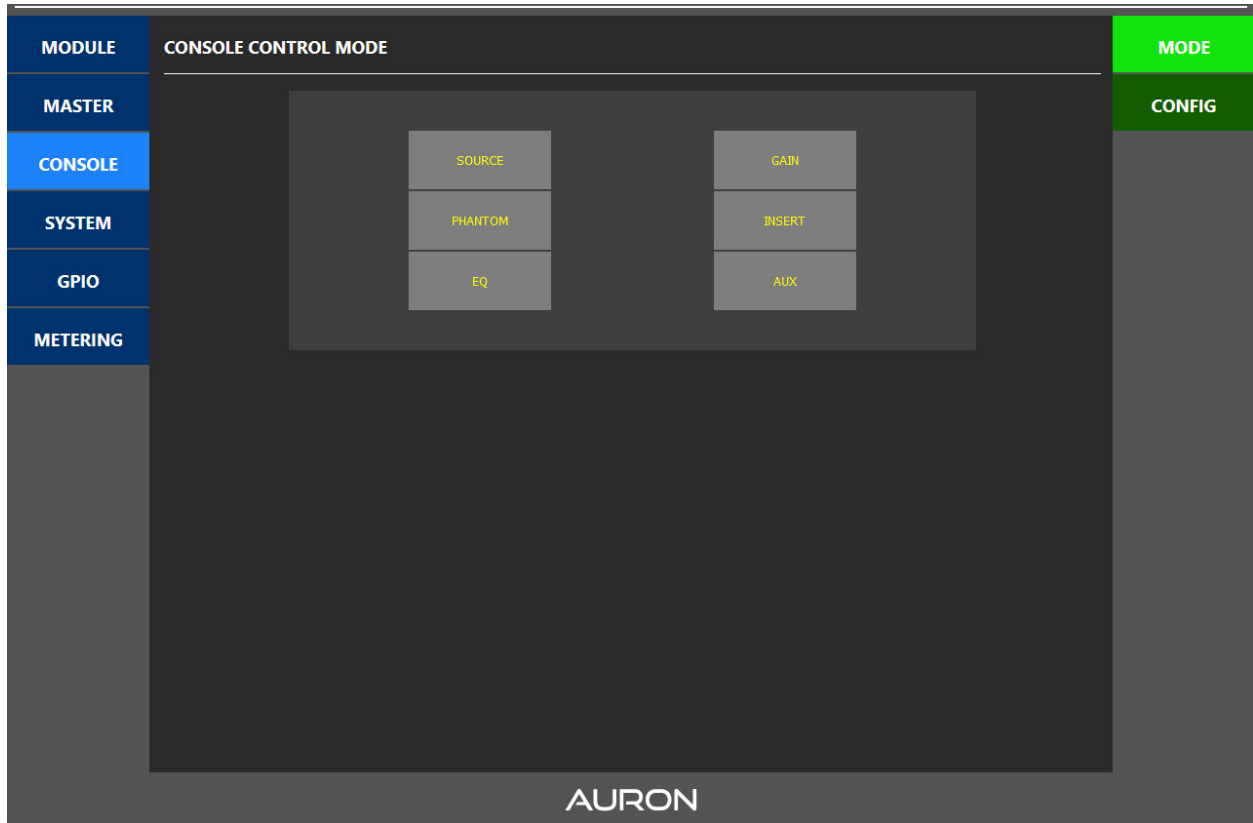 MODULE
MASTER
CONSOLE
SYSTEM
GPIO
METERING
CONSOLE CONTROL MODE
SOURCE
GAIN
PHANTOM
INSERT
EQ
AUX
MODE
CONFIG
AURON